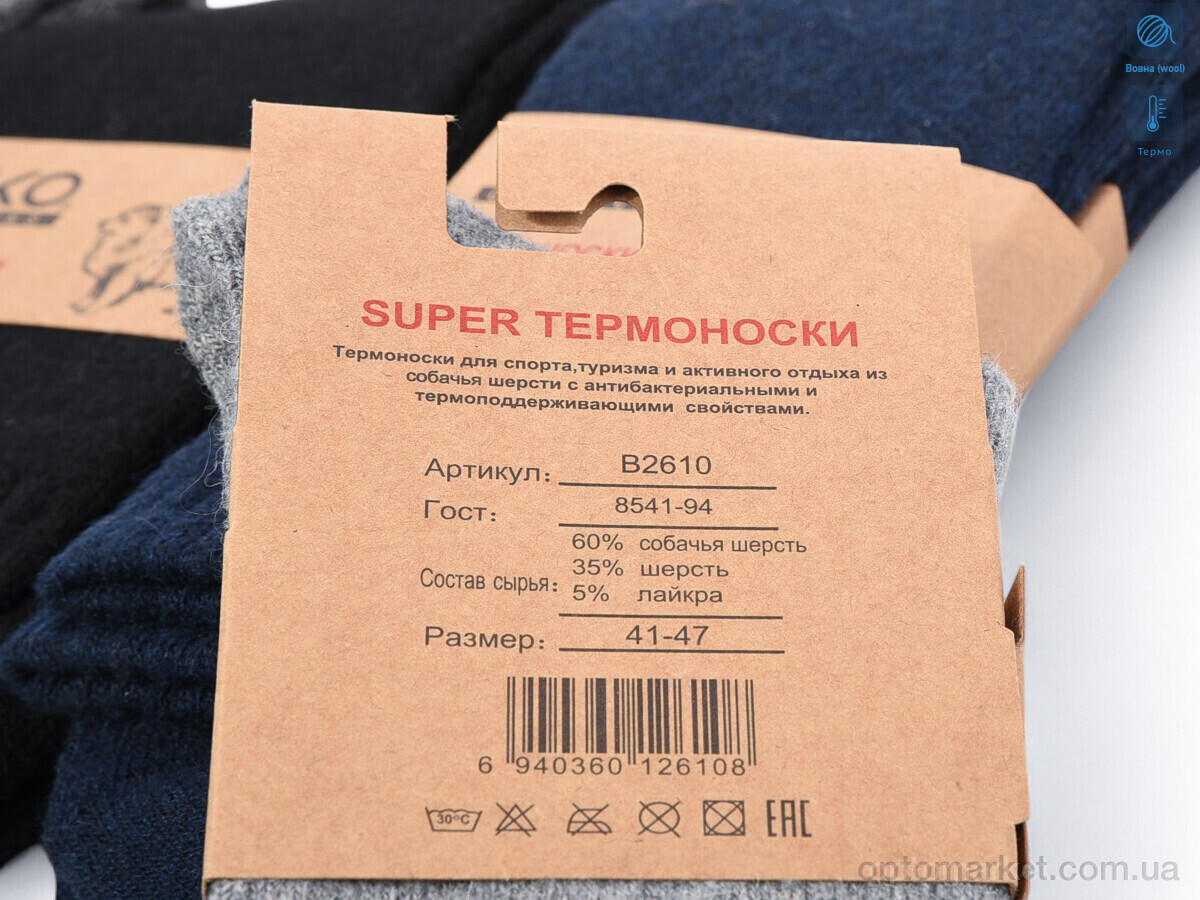 Вовна (wool)
Термо
КО
SUPER ТЕРМОНОСКИ
Термоноски для спорта,туризма и активного отдыха из
собачья шерсти с антибактериальными и
термоподдерживающими свойствами.
Артикул: B2610
Гост: 8541-94
Состав сырья: 60% собачья шерсть
35% шерсть
5% лайкра
Размер: 41-47
6 940360 126108
30°C
EAC
optomarket.com.ua